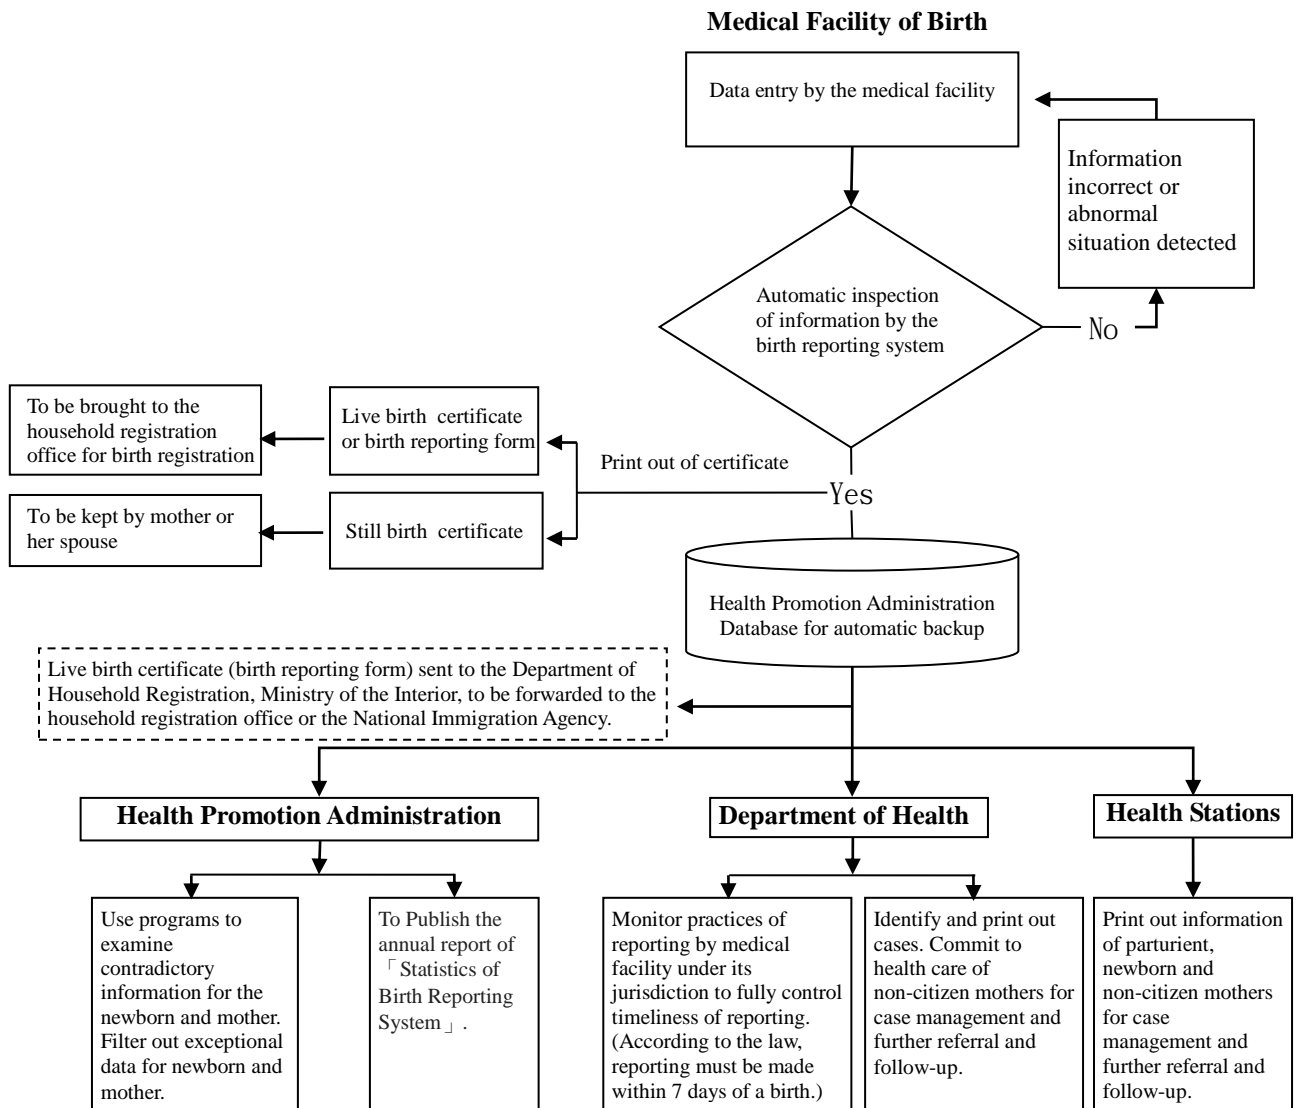 Medical Facility of Birth
Data entry by the medical facility
Information
incorrect or
abnormal
situation detected
Automatic inspection
of information by the
birth reporting system
No
To be brought to the
household registration
office for birth registration
Live birth certificate
or birth reporting form
Print out of certificate
Yes
To be kept by mother or
her spouse
Still birth certificate
Health Promotion Administration
Database for automatic backup
Live birth certificate (birth reporting form) sent to the Department of
Household Registration, Ministry of the Interior, to be forwarded to the
household registration office or the National Immigration Agency.
Health Promotion Administration
Department of Health
Health Stations
Use programs to
examine
contradictory
information for the
newborn and mother.
Filter out exceptional
data for newborn and
mother.
To Publish the
annual report of
「Statistics of
Birth Reporting
System」.
Monitor practices of
reporting by medical
facility under its
jurisdiction to fully control
timeliness of reporting.
(According to the law,
reporting must be made
within 7 days of a birth.)
Identify and print out
cases. Commit to
health care of
non-citizen mothers for
case management and
further referral and
follow-up.
Print out information
of parturient,
newborn and
non-citizen mothers
for case
management and
further referral and
follow-up.